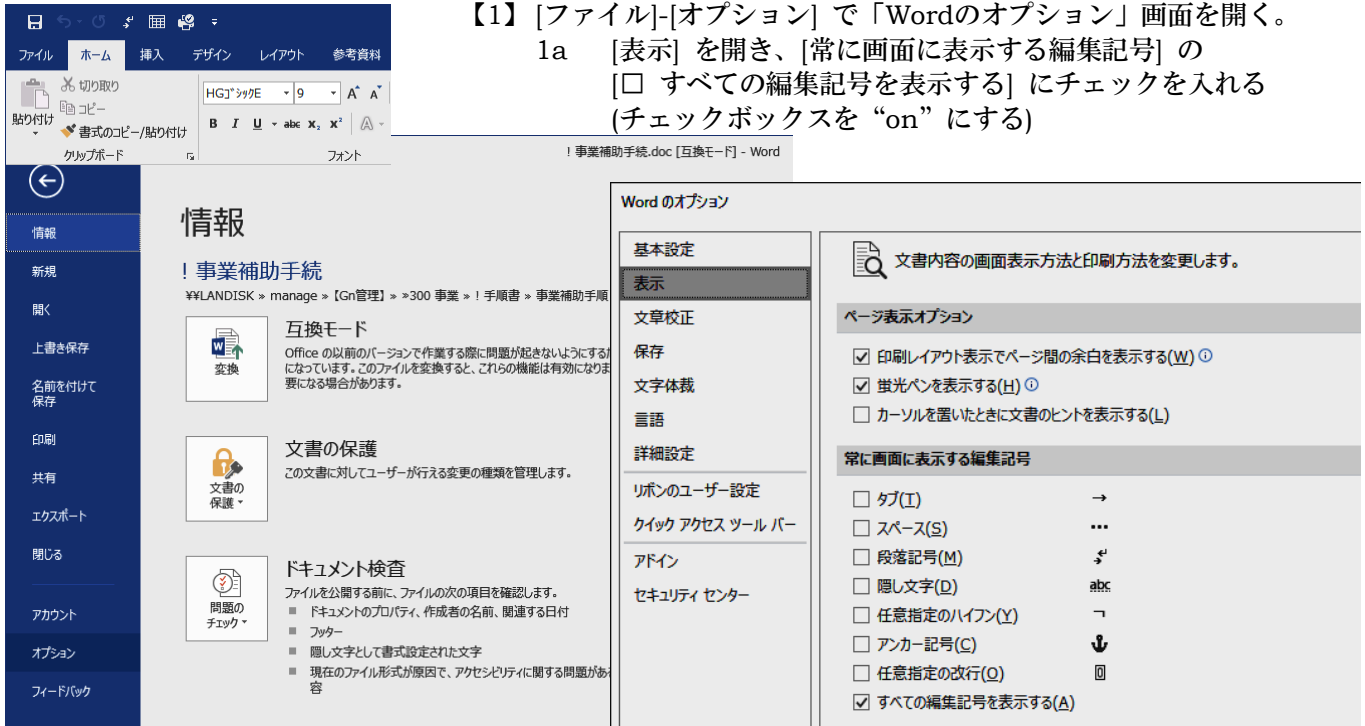 【1】 [ファイル]-[オプション] で「Wordのオプション」画面を開く。
1a [表示] を開き、[常に画面に表示する編集記号] の
[□ すべての編集記号を表示する] にチェックを入れる
(チェックボックスを“on”にする)
ファイル ホーム 挿入 デザイン レイアウト 参考資料
切り取り
コピー
貼り付け
書式のコピー/貼り付け
クリップボード
HGｺﾞｼｯｸE 9
B I U abc X₂ X²
フォント
! 事業補助手続.doc [互換モード] - Word
情報
新規
開く
上書き保存
名前を付けて
保存
印刷
共有
エクスポート
閉じる
アカウント
オプション
フィードバック
情報
! 事業補助手続
¥¥LANDISK » manage » 【Gn管理】 » »300 事業 » ! 手順書 » 事業補助手順
変換
互換モード
Office の以前のバージョンで作業する際に問題が起きないようにするた
になっています。このファイルを変換すると、これらの機能は有効になりま
要になる場合があります。
文書の
保護
文書の保護
この文書に対してユーザーが行える変更の種類を管理します。
問題の
チェック
ドキュメント検査
ファイルを公開する前に、ファイルの次の項目を確認します。
ドキュメントのプロパティ、作成者の名前、関連する日付
フッター
隠し文字として書式設定された文字
現在のファイル形式が原因で、アクセシビリティに関する問題があ
容
Word のオプション
基本設定
表示
文章校正
保存
文字体裁
言語
詳細設定
リボンのユーザー設定
クイック アクセス ツール バー
アドイン
セキュリティ センター
文書内容の画面表示方法と印刷方法を変更します。
ページ表示オプション
印刷レイアウト表示でページ間の余白を表示する(W)
蛍光ペンを表示する(H)
カーソルを置いたときに文書のヒントを表示する(L)
常に画面に表示する編集記号
タブ(T) →
スペース(S) ···
段落記号(M)
隠し文字(D) abc
任意指定のハイフン(Y) ¬
アンカー記号(C)
任意指定の改行(O)
すべての編集記号を表示する(A)